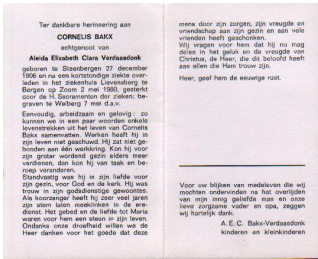 Ter dankbare herinnering aan
CORNELIS BAKX
echtgenoot van
Aleida Elizabeth Clara Verdaasdonk
geboren te Steenbergen 27 december
1906 en na een kortstondige ziekte overle-
den in het ziekenhuis Lievensberg te
Bergen op Zoom 2 mei 1980, gesterkt
door de H. Sacramenten der zieken; be-
graven te Welberg 7 mei d.a.v.
Eenvoudig, arbeidzaam en gelovig: zo
kunnen we in een paar woorden enkele
levenstrekken uit het leven van Cornelis
Bakx samenvatten. Werken heeft hij in
zijn leven veel gedaan. Hij zat niet ge-
bonden aan één werkkring. Kon hij voor
zijn groter wordend gezin elders meer
verdienen, dan kon hij van taak en be-
roep veranderen.
Standvastig was hij in zijn liefde voor
zijn gezin, voor God en de kerk. Hij was
trouw in zijn godsdienstige gewoontes.
Als koorzanger heeft hij zeer veel jaren
zijn stem laten meeklinken in de ere-
dienst. Het gebed en de liefde tot Maria
waren voor hem een steun in zijn leven.
Ondanks onze droefheid willen we de
Heer danken voor het goede dat deze
mens door zijn zorgen, zijn vreugde en
vriendschap aan zijn gezin en aan vele
vrienden heeft geschonken.
Wij vragen voor hem dat hij nu mag
delen in het geluk en de vreugde van
Christus, de Heer, die dit beloofd heeft
aan allen die Ham trouw zijn.
Heer, geef hem de eeuwige rust.
Voor uw blijken van medeleven die wij
mochten ondervinden na het overlijden
van mijn innig geliefde man en onze
lieve zorgzame vader en opa, zeggen
wij hartelijk dank.
A. E. C. Bakx-Verdaasdonk
kinderen en kleinkinderen